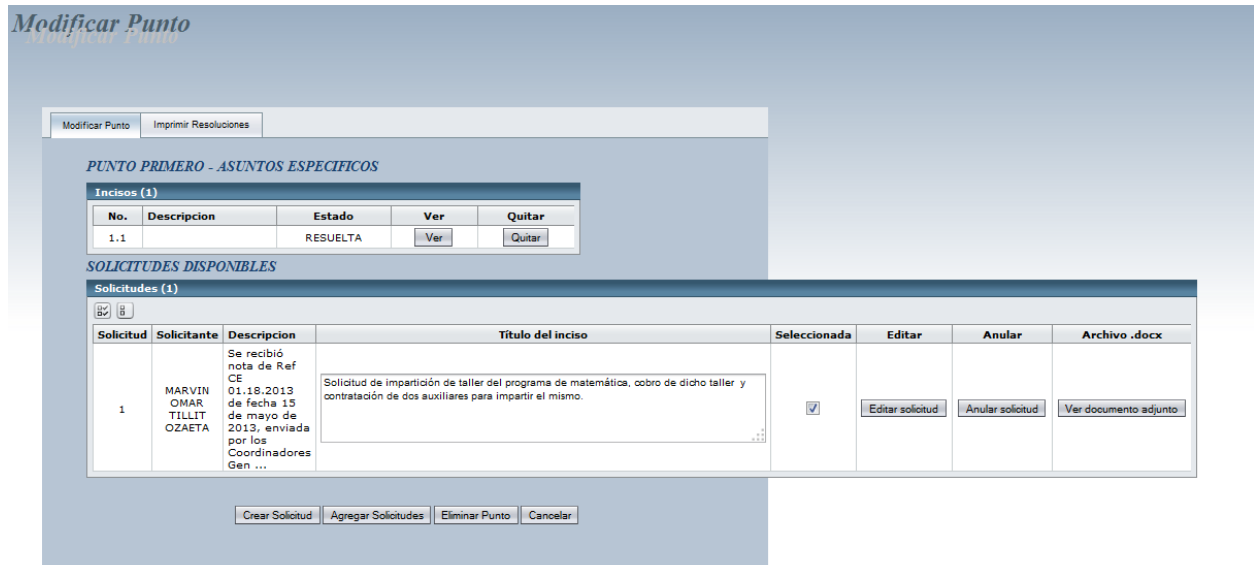 Modificar Punto
Modificar Punto Imprimir Resoluciones
PUNTO PRIMERO - ASUNTOS ESPECIFICOS
Incisos (1)
No. Descripcion Estado Ver Quitar
1.1 RESUELTA Ver Quitar
SOLICITUDES DISPONIBLES
Solicitudes (1)
Solicitud Solicitante Descripcion Título del inciso Seleccionada Editar Anular Archivo .docx
1
MARVIN
OMAR
TILLIT
OZAETA
Se recibió
nota de Ref
CE
01.18.2013
de fecha 15
de mayo de
2013, enviada
por los
Coordinadores
Gen ...
Solicitud de impartición de taller del programa de matemática, cobro de dicho taller y
contratación de dos auxiliares para impartir el mismo.
Editar solicitud Anular solicitud Ver documento adjunto
Crear Solicitud Agregar Solicitudes Eliminar Punto Cancelar